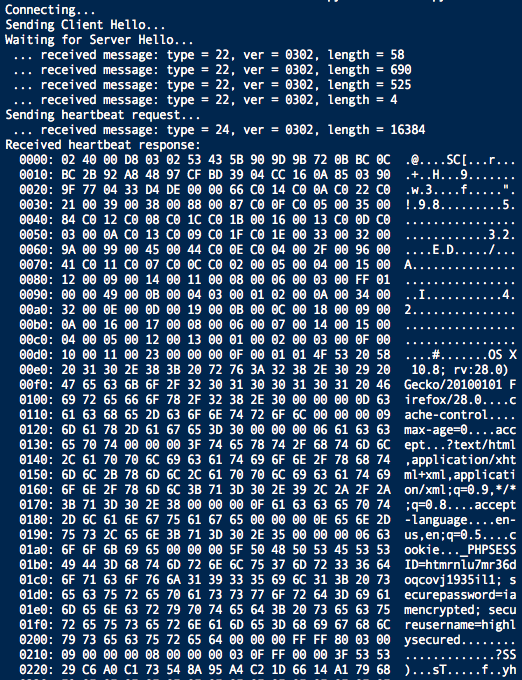 Connecting...
Sending Client Hello...
Waiting for Server Hello...
 ... received message: type = 22, ver = 0302, length = 58
 ... received message: type = 22, ver = 0302, length = 690
 ... received message: type = 22, ver = 0302, length = 525
 ... received message: type = 22, ver = 0302, length = 4
Sending heartbeat request...
 ... received message: type = 24, ver = 0302, length = 16384
Received heartbeat response:
  0000: 02 40 00 D8 03 02 53 43 5B 90 9D 9B 72 0B BC 0C  .@....SC[...r...
  0010: BC 2B 92 A8 48 97 CF BD 39 04 CC 16 0A 85 03 90  .+..H...9.......
  0020: 9F 77 04 33 D4 DE 00 00 66 C0 14 C0 0A C0 22 C0  .w.3....f.....".
  0030: 21 00 39 00 38 00 88 00 87 C0 0F C0 05 00 35 00  !.9.8.........5.
  0040: 84 C0 12 C0 08 C0 1C C0 1B 00 16 00 13 C0 0D C0  ................
  0050: 03 00 0A C0 13 C0 09 C0 1F C0 1E 00 33 00 32 00  ............3.2.
  0060: 9A 00 99 00 45 00 44 C0 0E C0 04 00 2F 00 96 00  ....E.D...../...
  0070: 41 C0 11 C0 07 C0 0C C0 02 00 05 00 04 00 15 00  A...............
  0080: 12 00 09 00 14 00 11 00 08 00 06 00 03 00 FF 01  ................
  0090: 00 00 49 00 0B 00 04 03 00 01 02 00 0A 00 34 00  ..I...........4.
  00a0: 32 00 0E 00 0D 00 19 00 0B 00 0C 00 18 00 09 00  2...............
  00b0: 0A 00 16 00 17 00 08 00 06 00 07 00 14 00 15 00  ................
  00c0: 04 00 05 00 12 00 13 00 01 00 02 00 03 00 0F 00  ................
  00d0: 10 00 11 00 23 00 00 00 0F 00 01 01 4F 53 20 58  ....#.......OS X
  00e0: 20 31 30 2E 38 3B 20 72 76 3A 32 38 2E 30 29 20   10.8; rv:28.0)
  00f0: 47 65 63 6B 6F 2F 32 30 31 30 30 31 30 31 20 46  Gecko/20100101 F
  0100: 69 72 65 66 6F 78 2F 32 38 2E 30 00 00 00 0D 63  irefox/28.0....c
  0110: 61 63 68 65 2D 63 6F 6E 74 72 6F 6C 00 00 00 09  ache-control....
  0120: 6D 61 78 2D 61 67 65 3D 30 00 00 00 06 61 63 63  max-age=0....acc
  0130: 65 70 74 00 00 00 3F 74 65 78 74 2F 68 74 6D 6C  ept...?text/html
  0140: 2C 61 70 70 6C 69 63 61 74 69 6F 6E 2F 78 68 74  ,application/xht
  0150: 6D 6C 2B 78 6D 6C 2C 61 70 70 6C 69 63 61 74 69  ml+xml,applicati
  0160: 6F 6E 2F 78 6D 6C 3B 71 3D 30 2E 39 2C 2A 2F 2A  on/xml;q=0.9,*/*
  0170: 3B 71 3D 30 2E 38 00 00 00 0F 61 63 63 65 70 74  ;q=0.8....accept
  0180: 2D 6C 61 6E 67 75 61 67 65 00 00 00 0E 65 6E 2D  -language....en-
  0190: 75 73 2C 65 6E 3B 71 3D 30 2E 35 00 00 00 06 63  us,en;q=0.5....c
  01a0: 6F 6F 6B 69 65 00 00 00 5F 50 48 50 53 45 53 53  ookie..._PHPSESS
  01b0: 49 44 3D 68 74 6D 72 6E 6C 75 37 6D 72 33 36 64  ID=htmrnlu7mr36d
  01c0: 6F 71 63 6F 76 6A 31 39 33 35 69 6C 31 3B 20 73  oqcovj1935il1; s
  01d0: 65 63 75 72 65 70 61 73 73 77 6F 72 64 3D 69 61  ecurepassword=ia
  01e0: 6D 65 6E 63 72 79 70 74 65 64 3B 20 73 65 63 75  mencrypted; secu
  01f0: 72 65 75 73 65 72 6E 61 6D 65 3D 68 69 67 68 6C  reusername=highl
  0200: 79 73 65 63 75 72 65 64 00 00 00 FF FF 80 03 00  ysecured........
  0210: 09 00 00 00 08 00 00 03 0F FF 00 00 3F 53 53  ............?SS
  0220: 29 C6 A0 C1 73 54 8A 95 A4 C2 1D 66 14 A1 79 68  )...sT.....f..yh